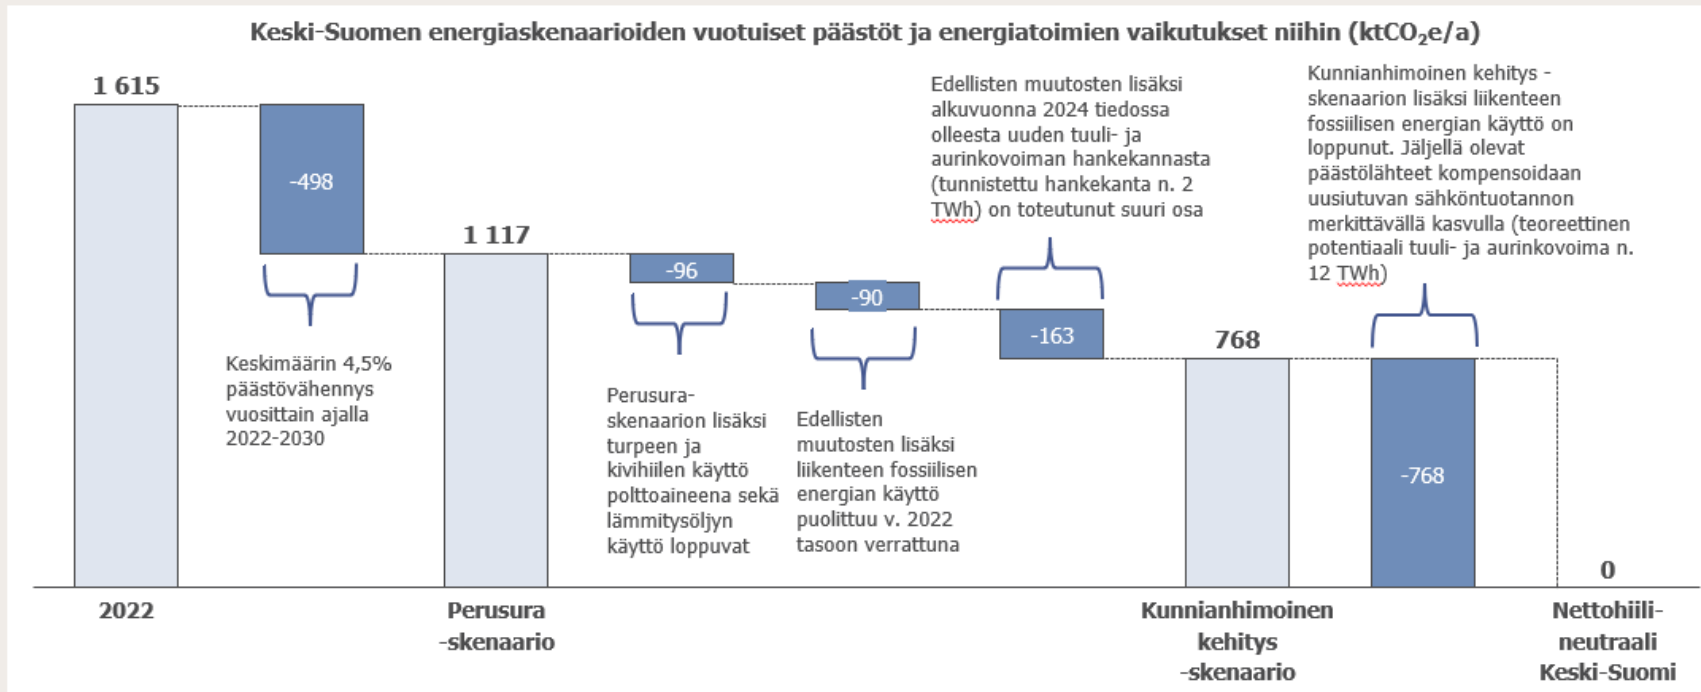 Keski-Suomen energiaskenaarioiden vuotuiset päästöt ja energiatoimien vaikutukset niihin (ktCO₂e/a)
1 615
-498
Keskimäärin 4,5%
päästövähennys
vuosittain ajalla
2022-2030
1 117
-96
Perusura-
skenaarion lisäksi
turpeen ja
kivihiilen käyttö
polttoaineena sekä
lämmitysöljyn
käyttö loppuvat
-90
Edellisten
muutosten lisäksi
liikenteen fossiilisen
energian käyttö
puolittuu v. 2022
tasoon verrattuna
Edellisten muutosten lisäksi
alkuvuonna 2024 tiedossa
olleesta uuden tuuli- ja
aurinkovoiman hankekannasta
(tunnistettu hankekanta n. 2
TWh) on toteutunut suuri osa
-163
768
Kunnianhimoinen kehitys -
skenaarion lisäksi liikenteen
fossiilisen energian käyttö on
loppunut. Jäljellä olevat
päästölähteet kompensoidaan
uusiutuvan sähköntuotannon
merkittävällä kasvulla (teoreettinen
potentiaali tuuli- ja aurinkovoima n.
12 TWh)
-768
0
2022
Perusura
-skenaario
Kunnianhimoinen
kehitys
-skenaario
Nettohiili-
neutraali
Keski-Suomi